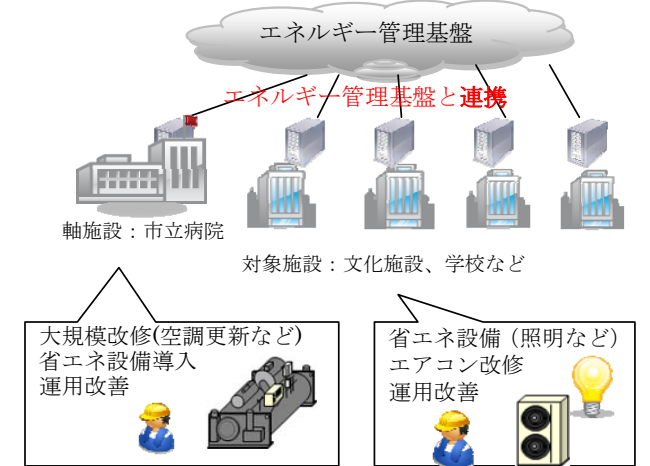 エネルギー管理基盤
エネルギー管理基盤と連携
軸施設：市立病院
対象施設：文化施設、学校など
大規模改修(空調更新など)
省エネ設備導入
運用改善
省エネ設備（照明など）
エアコン改修
運用改善